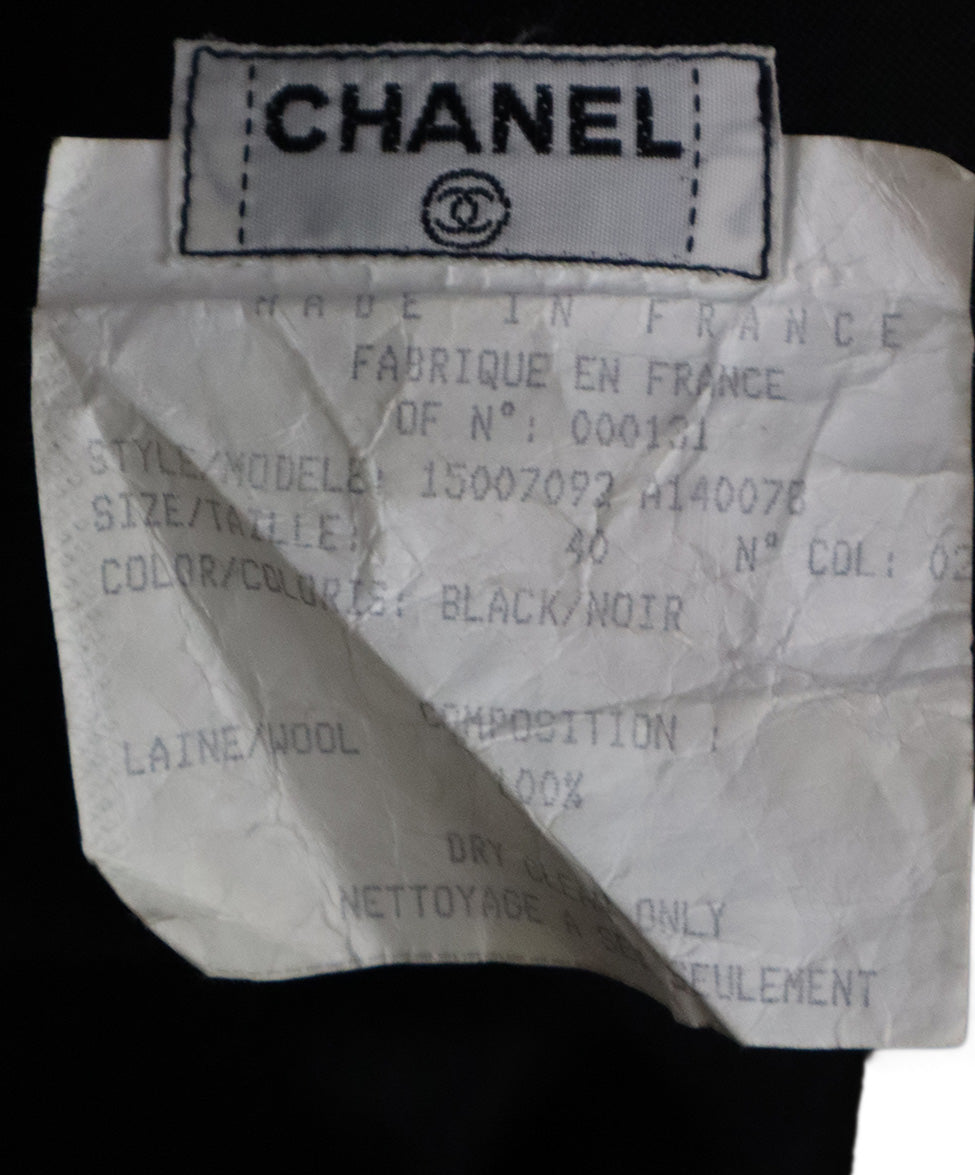 CHANEL
MADE IN FRANCE
FABRIQUE EN FRANCE
OF N°: 000131
STYLE/MODELE: 15007092 A140078
SIZE/TAILLE: 40 N° COL: 02
COLOR/COLORIS: BLACK/NOIR
COMPOSITION :
LAINE/WOOL 100%
DRY CLEAN ONLY
NETTOYAGE A SEC SEULEMENT